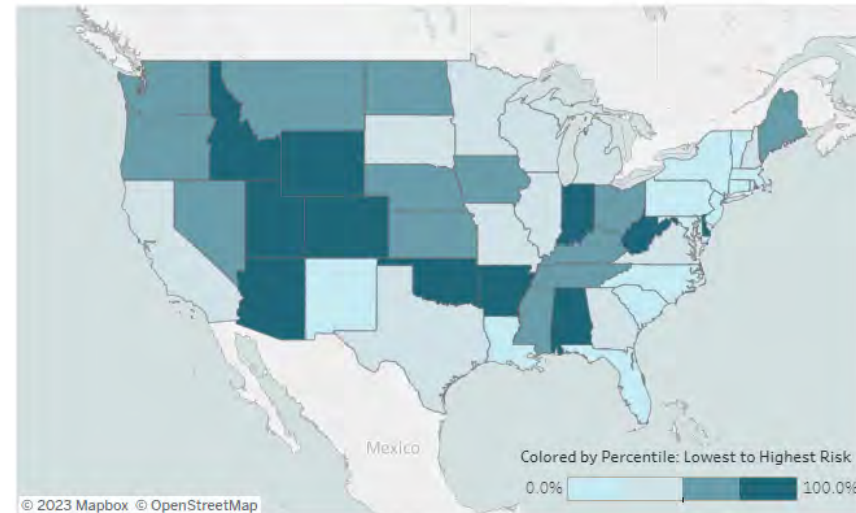 Mexico
Colored by Percentile: Lowest to Highest Risk
0.0% 100.0%
© 2023 Mapbox © OpenStreetMap